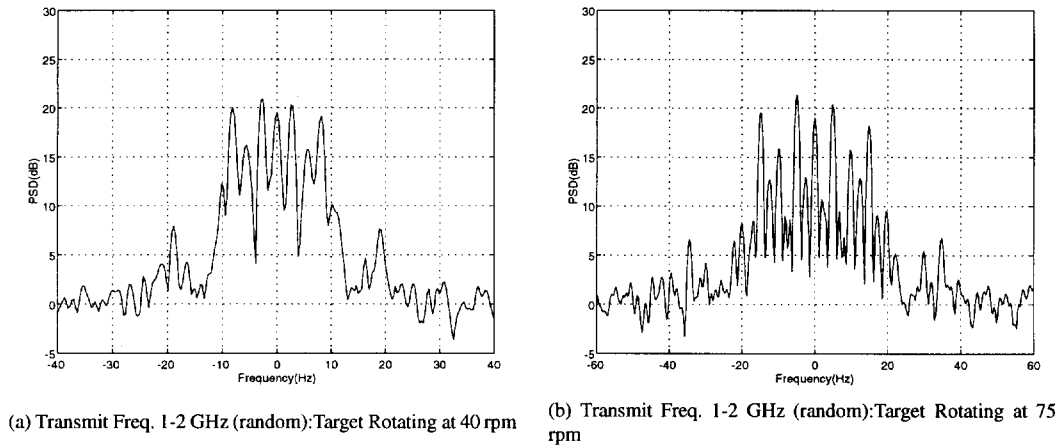 30
25
20
15
10
5
0
-5
PSD(dB)
-40 -30 -20 -10 0 10 20 30 40
Frequency(Hz)
(a) Transmit Freq. 1-2 GHz (random):Target Rotating at 40 rpm
30
25
20
15
10
5
0
-5
PSD(dB)
-60 -40 -20 0 20 40 60
Frequency(Hz)
(b) Transmit Freq. 1-2 GHz (random):Target Rotating at 75
rpm